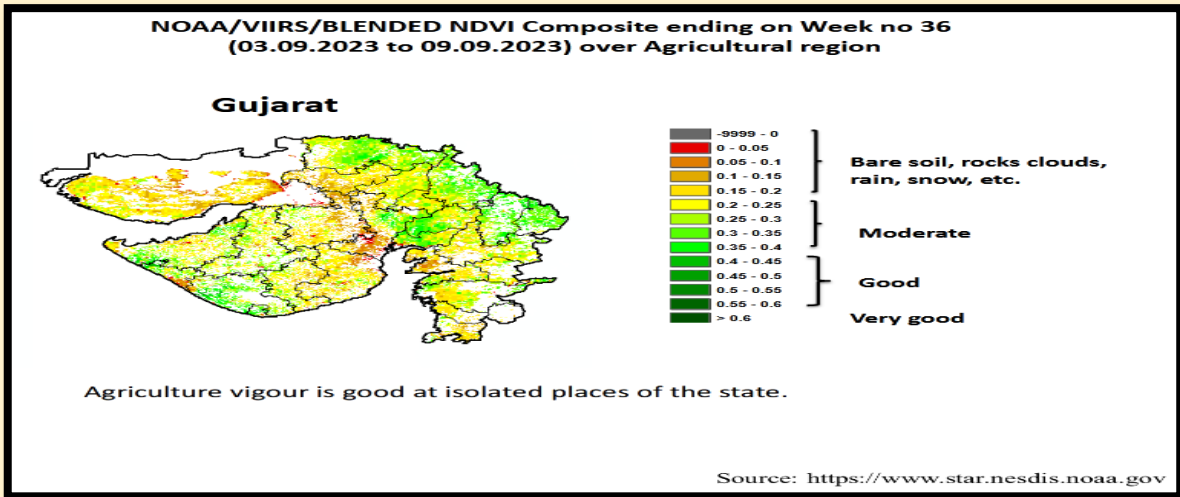 NOAA/VIIRS/BLENDED NDVI Composite ending on Week no 36
(03.09.2023 to 09.09.2023) over Agricultural region
Gujarat
-9999 - 0
0 - 0.05
0.05 - 0.1
0.1 - 0.15
0.15 - 0.2
0.2 - 0.25
0.25 - 0.3
0.3 - 0.35
0.35 - 0.4
0.4 - 0.45
0.45 - 0.5
0.5 - 0.55
0.55 - 0.6
> 0.6
Bare soil, rocks clouds,
rain, snow, etc.
Moderate
Good
Very good
Agriculture vigour is good at isolated places of the state.
Source: https://www.star.nesdis.noaa.gov